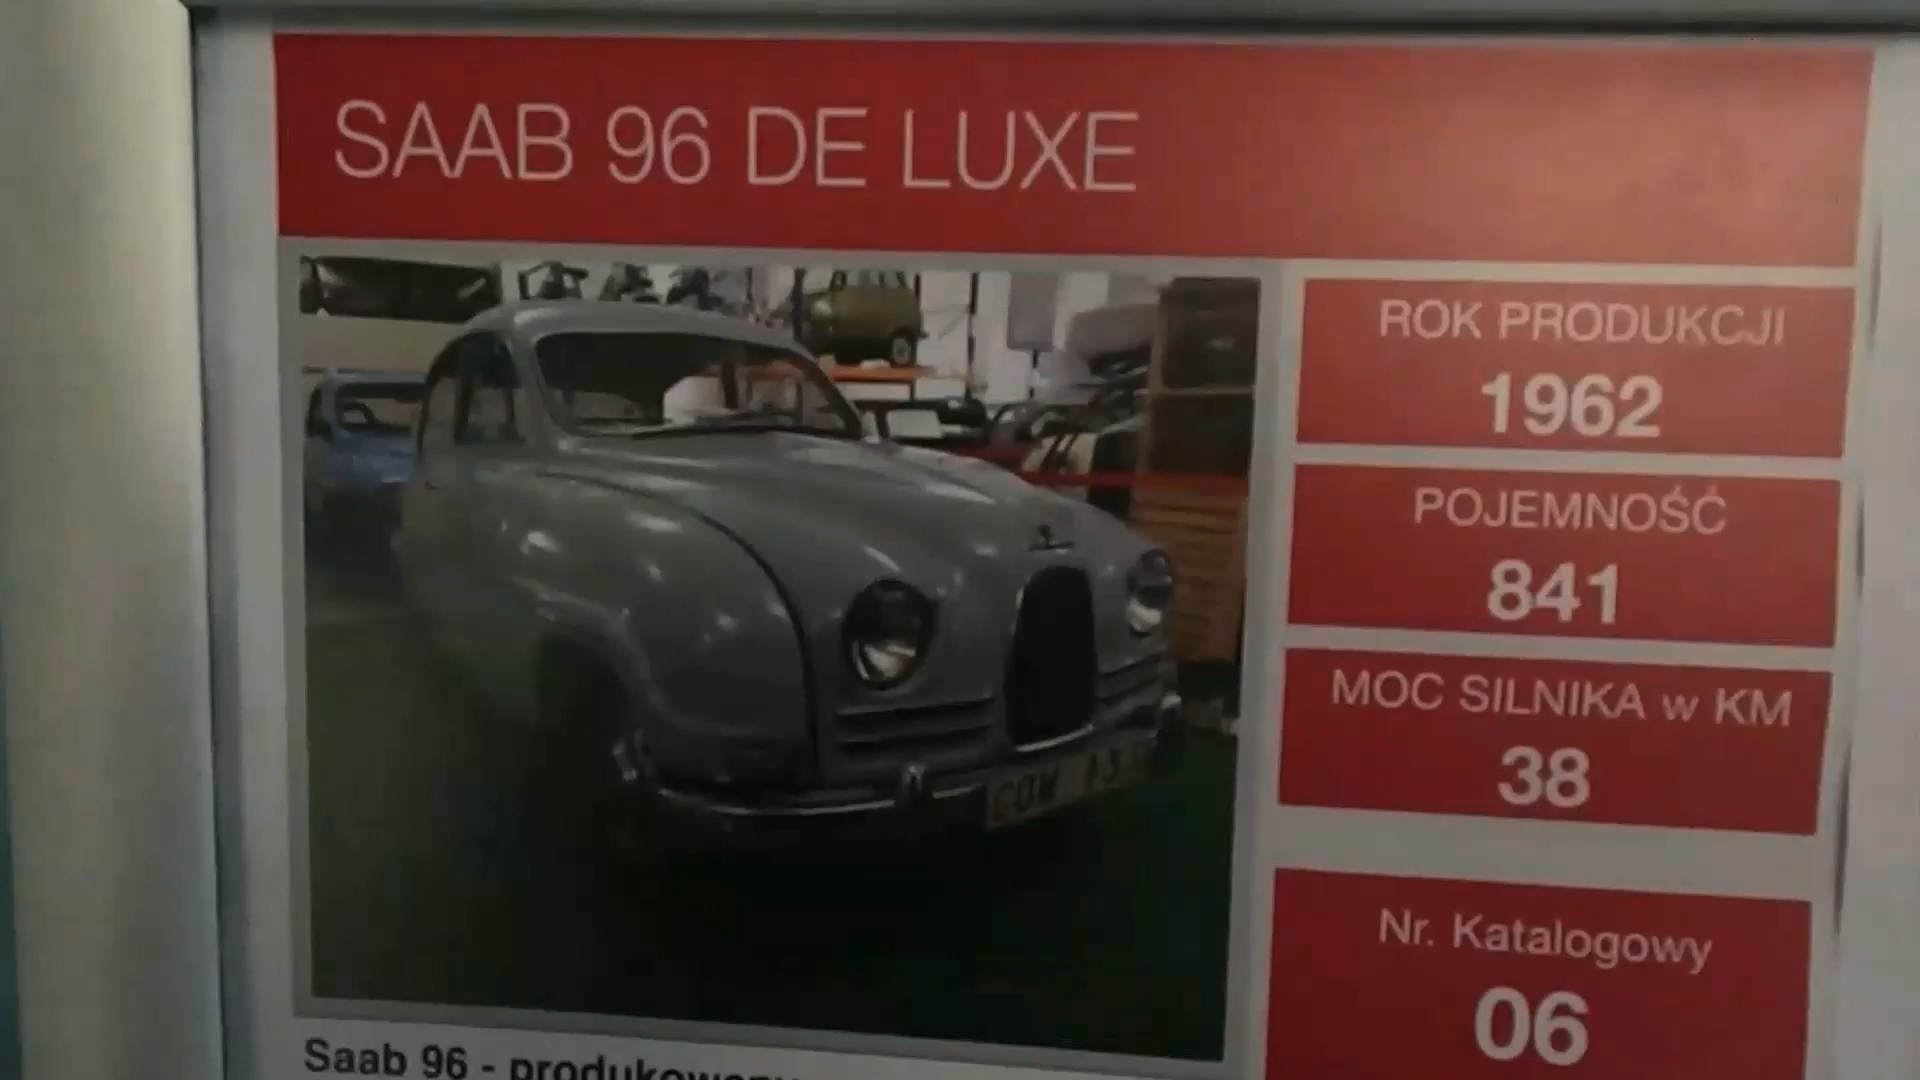 SAAB 96 DE LUXE
ROK PRODUKCJI
1962
POJEMNOŚĆ
841
MOC SILNIKA w KM
38
Nr. Katalogowy
06
Saab 96 -